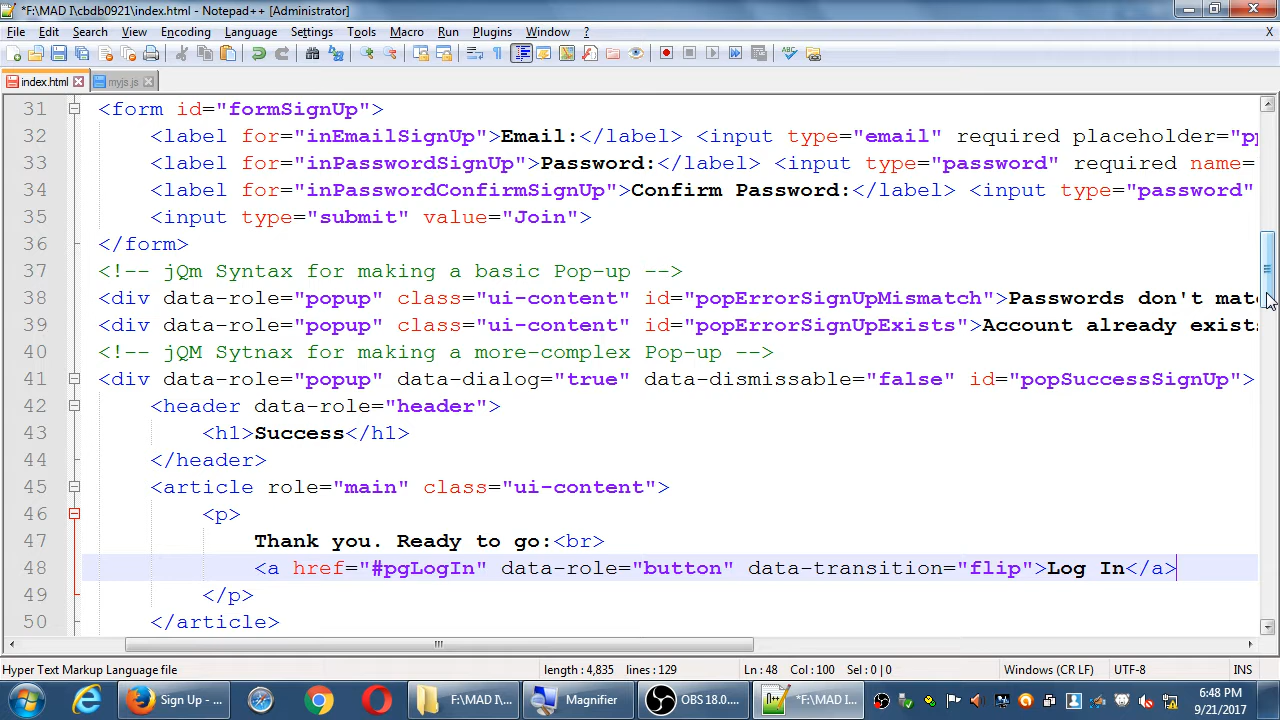 *F:\MAD I\cbdb0921\index.html - Notepad++ [Administrator]
File Edit Search View Encoding Language Settings Tools Macro Run Plugins Window ? X
index.html myjs.js
31 <form id="formSignUp">
32 <label for="inEmailSignUp">Email:</label> <input type="email" required placeholder="pp
33 <label for="inPasswordSignUp">Password:</label> <input type="password" required name=
34 <label for="inPasswordConfirmSignUp">Confirm Password:</label> <input type="password"
35 <input type="submit" value="Join">
36 </form>
37 <!-- jQm Syntax for making a basic Pop-up -->
38 <div data-role="popup" class="ui-content" id="popErrorSignUpMismatch">Passwords don't mat
39 <div data-role="popup" class="ui-content" id="popErrorSignUpExists">Account already exists
40 <!-- jQM Sytnax for making a more-complex Pop-up -->
41 <div data-role="popup" data-dialog="true" data-dismissable="false" id="popSuccessSignUp">
42 <header data-role="header">
43 <h1>Success</h1>
44 </header>
45 <article role="main" class="ui-content">
46 <p>
47 Thank you. Ready to go:<br>
48 <a href="#pgLogIn" data-role="button" data-transition="flip">Log In</a>
49 </p>
50 </article>
Hyper Text Markup Language file length : 4,835 lines : 129 Ln : 48 Col : 100 Sel : 0 | 0 Windows (CR LF) UTF-8 INS
Sign Up - ... F:\MAD I\cbdb0... Magnifier OBS 18.0.... *F:\MAD I... 6:48 PM
9/21/2017